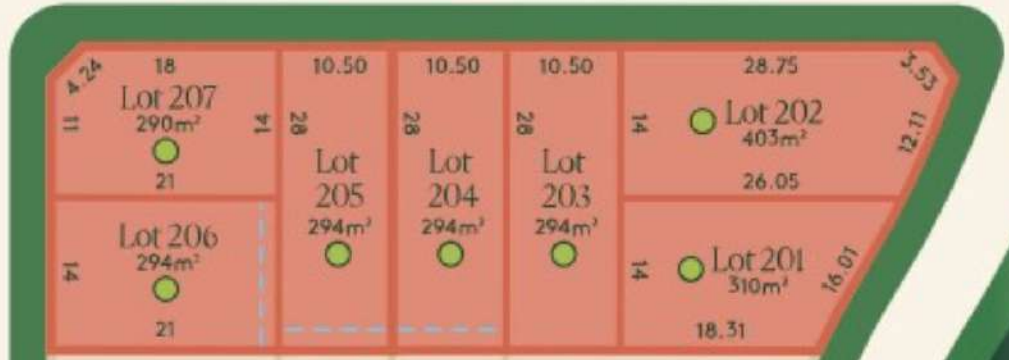 4.24
18
Lot 207
290m²
11
14
21
Lot 206
294m²
14
21
10.50
28
Lot
205
294m²
10.50
28
Lot
204
294m²
10.50
28
Lot
203
294m²
28.75
3.53
14
Lot 202
403m²
12.11
26.05
14
Lot 201
310m²
16.01
18.31